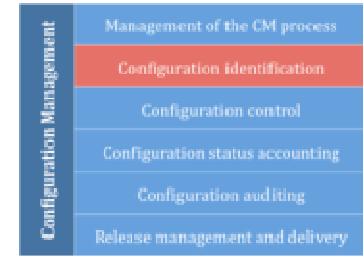 Configuration Management
Management of the CM process
Configuration identification
Configuration control
Configuration status accounting
Configuration auditing
Release management and delivery